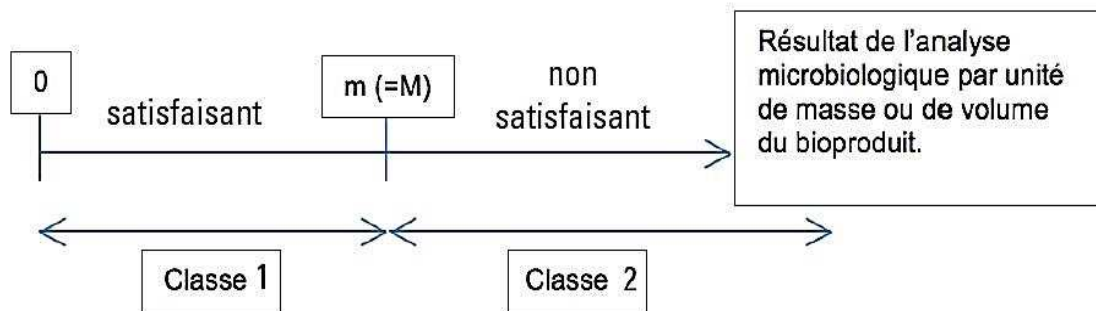 0
satisfaisant
m (=M)
non
satisfaisant
Résultat de l'analyse
microbiologique par unité
de masse ou de volume
du bioproduit.
Classe 1
Classe 2